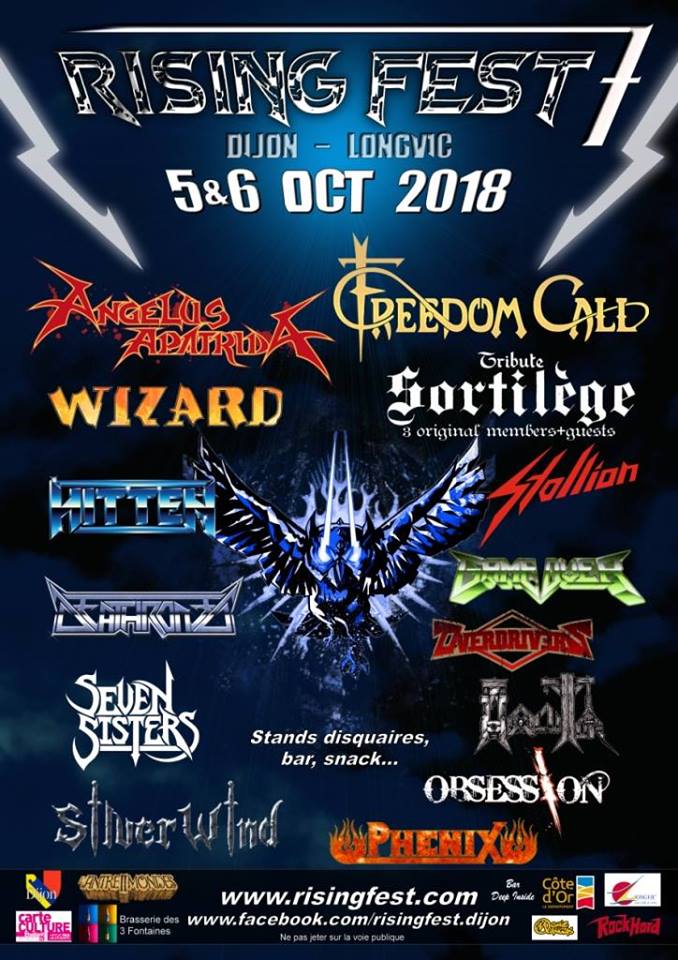 RISING FEST 7
DIJON - LONGVIC
5&6 OCT 2018
ANGELUS APATRIDA
FREEDOM CALL
WIZARD
Tribute
Sortilège
3 original members+guests
HITTEN
Stallion
GAME OVER
DEATHRONED
OVERDRIVERS
SEVEN SISTERS
Stands disquaires,
bar, snack...
OBSESSION
SilverWind
PHENIX
Dijon
www.risingfest.com
Bar
Deep Inside
Côte
d'Or
carte
CULTURE
Brasserie des
3 Fontaines
www.facebook.com/risingfest.dijon
RockHard
Ne pas jeter sur la voie publique